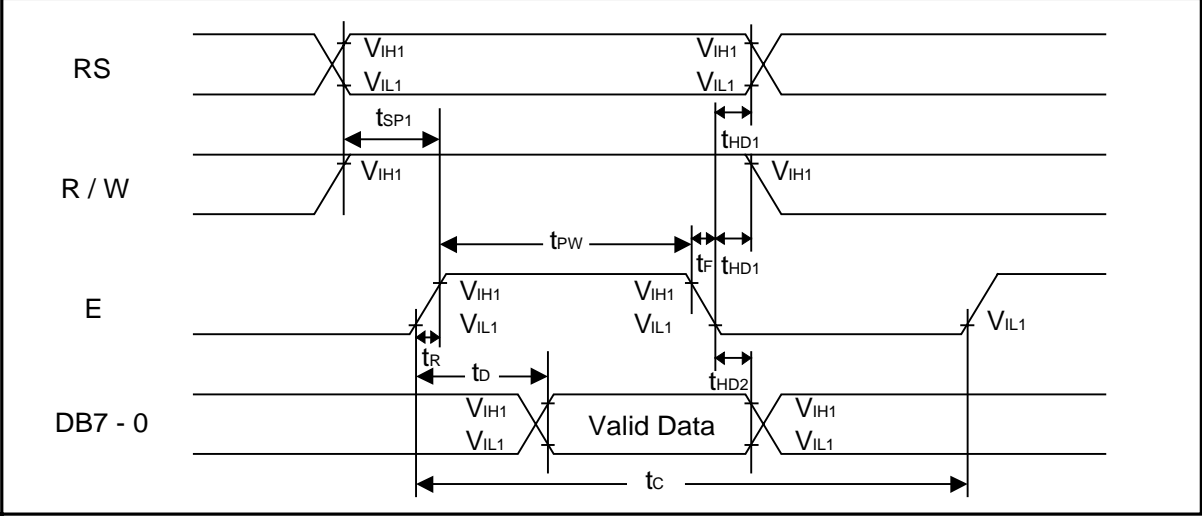 RS
VIH1
VIH1
VIL1
VIL1
tSP1
tHD1
R / W
VIH1
VIH1
tPW
tF
tHD1
E
VIH1
VIH1
VIL1
VIL1
VIL1
tR
tD
tHD2
DB7 - 0
VIH1
Valid Data
VIH1
VIL1
VIL1
tC